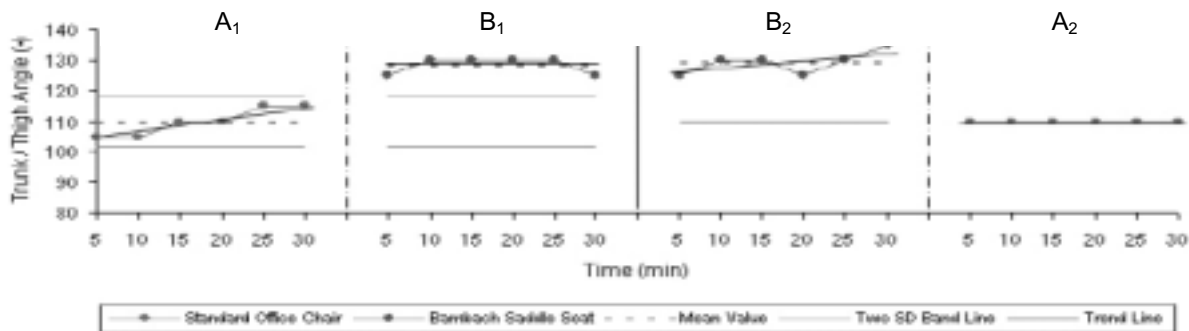 A₁ B₁ B₂ A₂
Trunk / Thigh Angle (°)
140
130
120
110
100
90
80
5 10 15 20 25 30 5 10 15 20 25 30 5 10 15 20 25 30 5 10 15 20 25 30
Time (min)
Standard Office Chair Bambach Saddle Seat Mean Value Two SD Band Line Trend Line